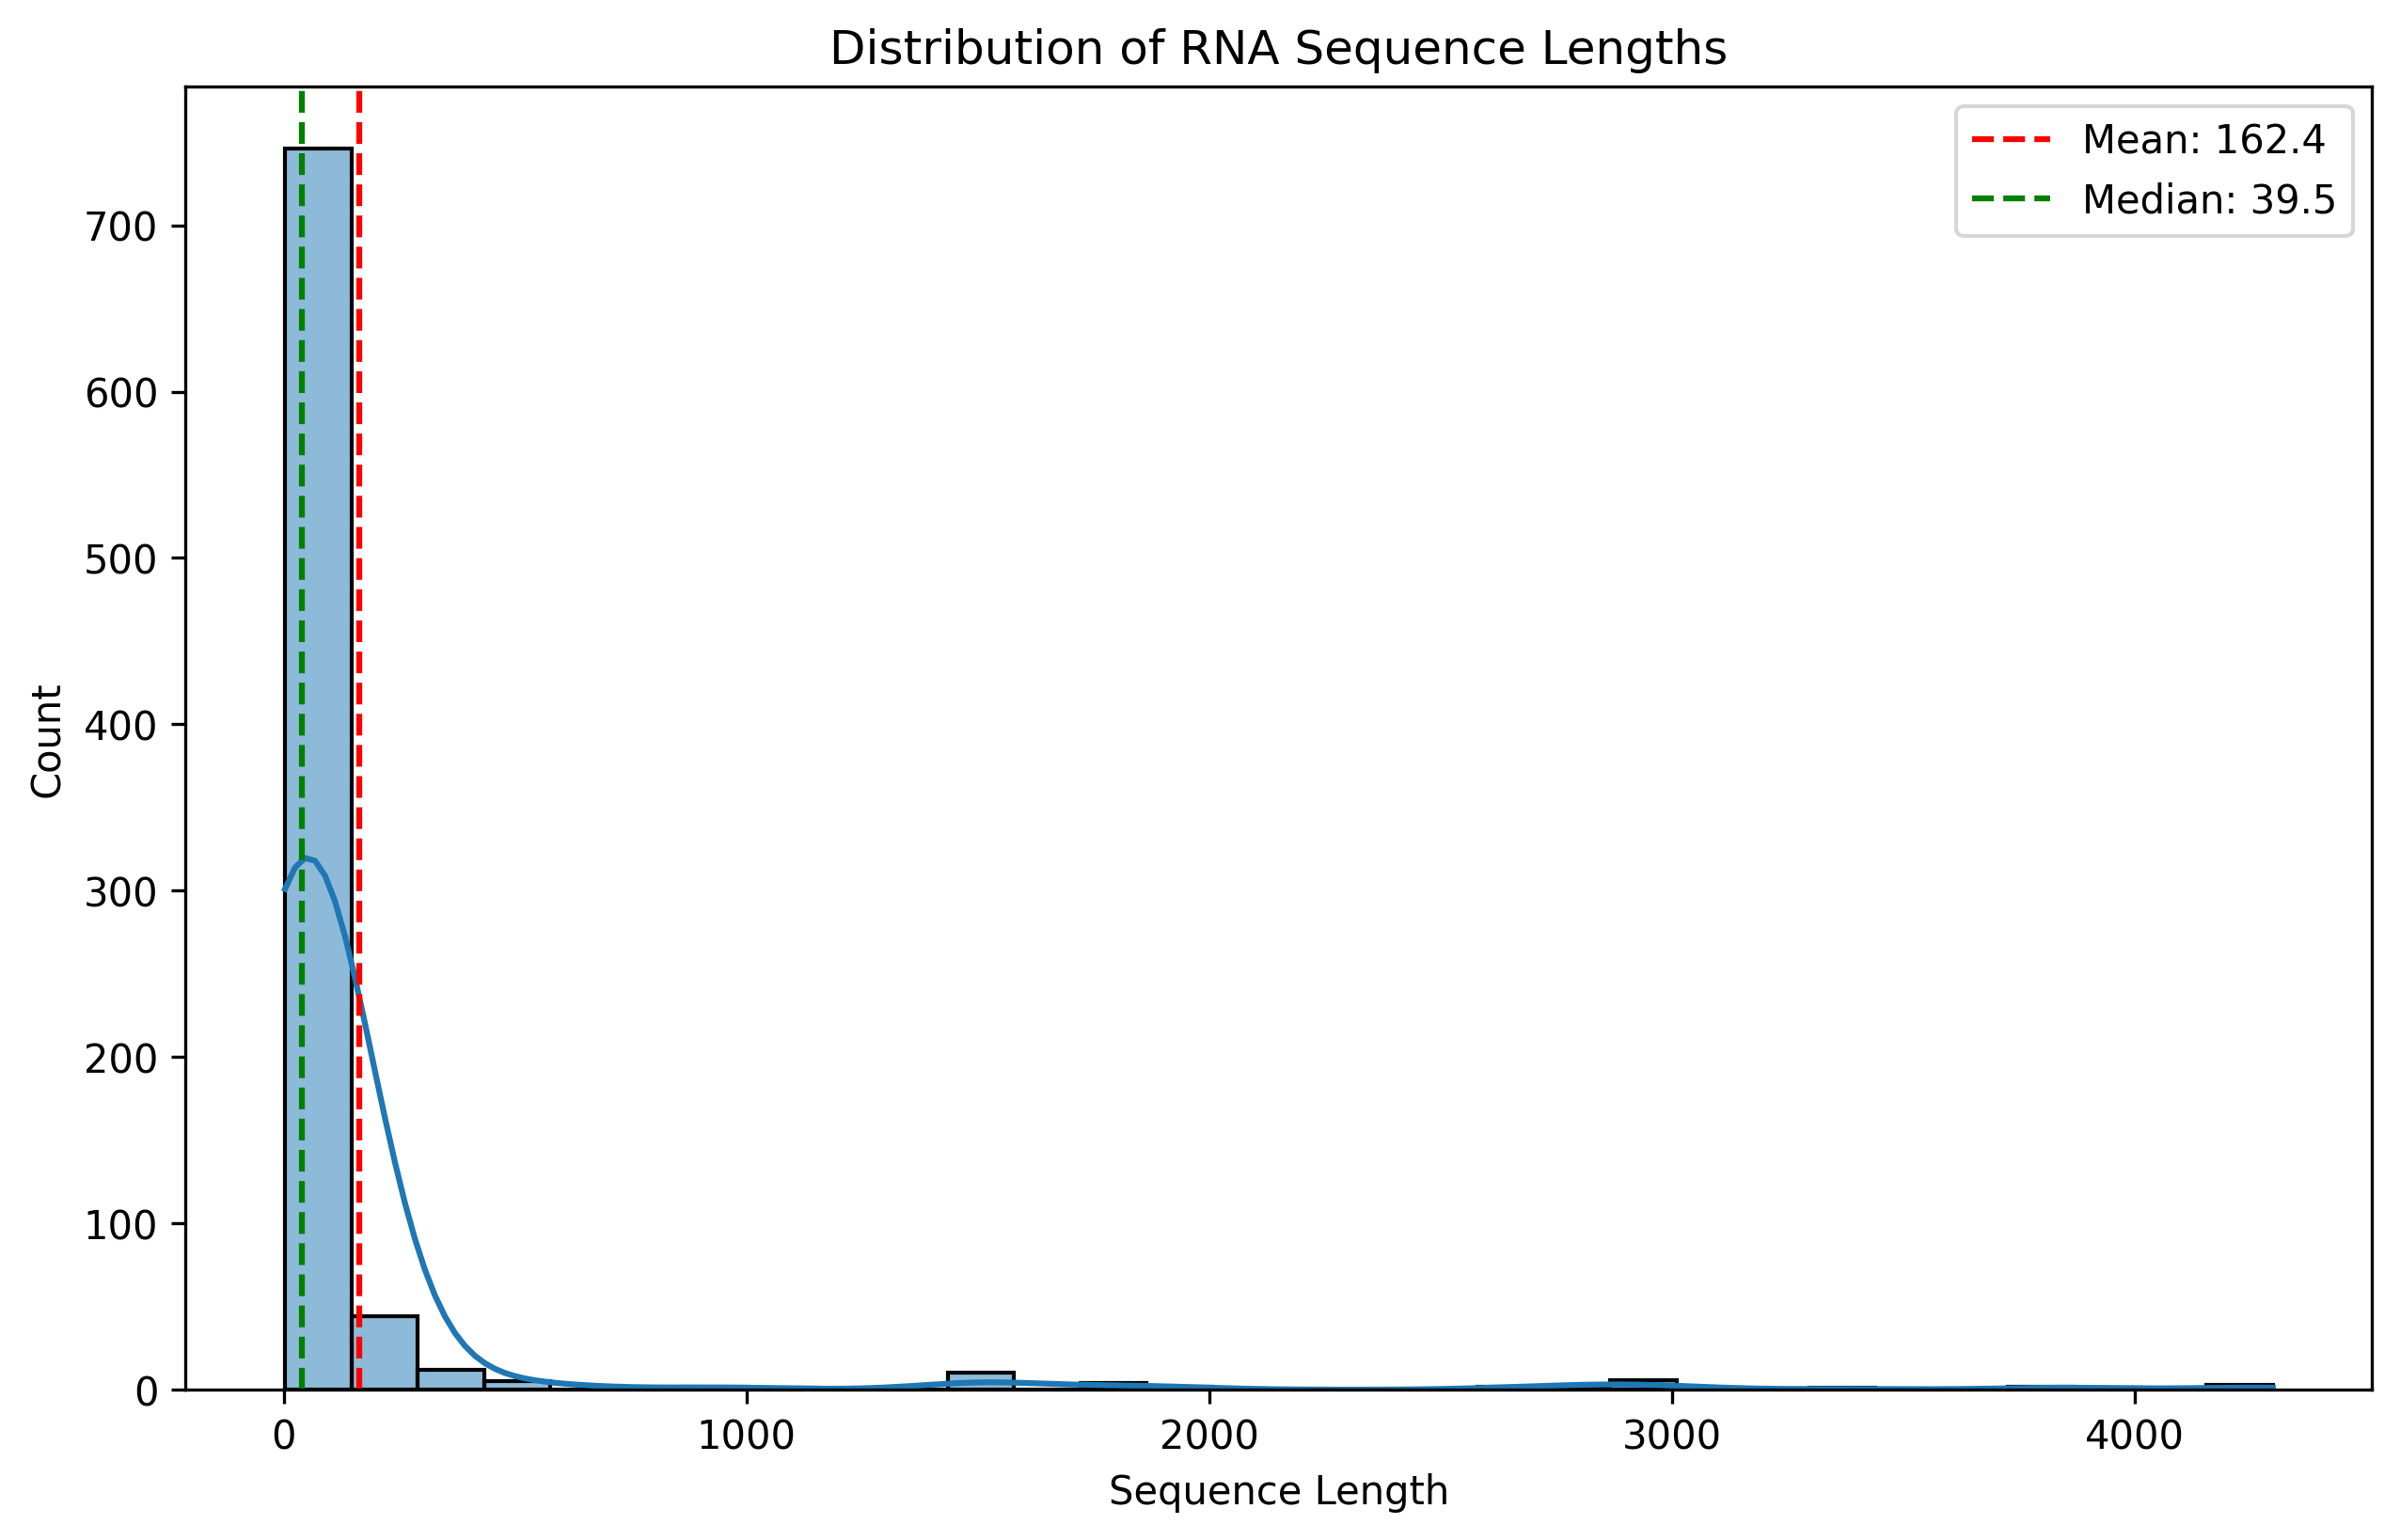 Distribution of RNA Sequence Lengths
Mean: 162.4
Median: 39.5
Count
700
600
500
400
300
200
100
0
0 1000 2000 3000 4000
Sequence Length